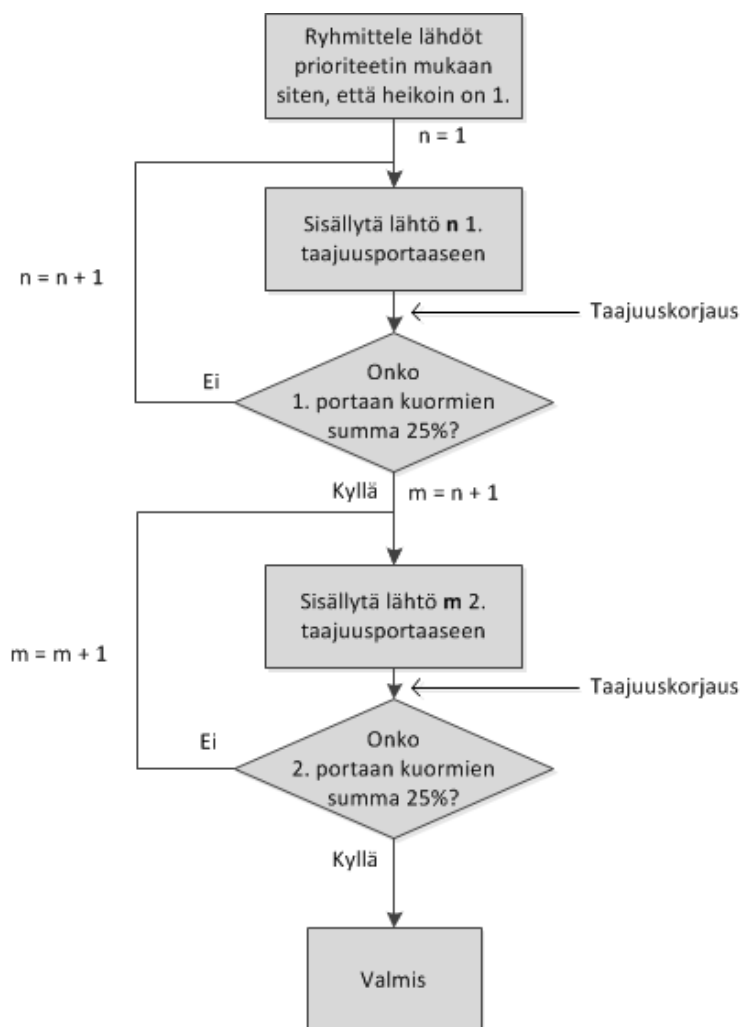 Ryhmittele lähdöt
prioriteetin mukaan
siten, että heikoin on 1.
n = 1
Sisällytä lähtö n 1.
taajuusportaaseen
n = n + 1
Taajuuskorjaus
Onko
1. portaan kuormien
summa 25%?
Ei
Kyllä
m = n + 1
Sisällytä lähtö m 2.
taajuusportaaseen
m = m + 1
Taajuuskorjaus
Onko
2. portaan kuormien
summa 25%?
Ei
Kyllä
Valmis